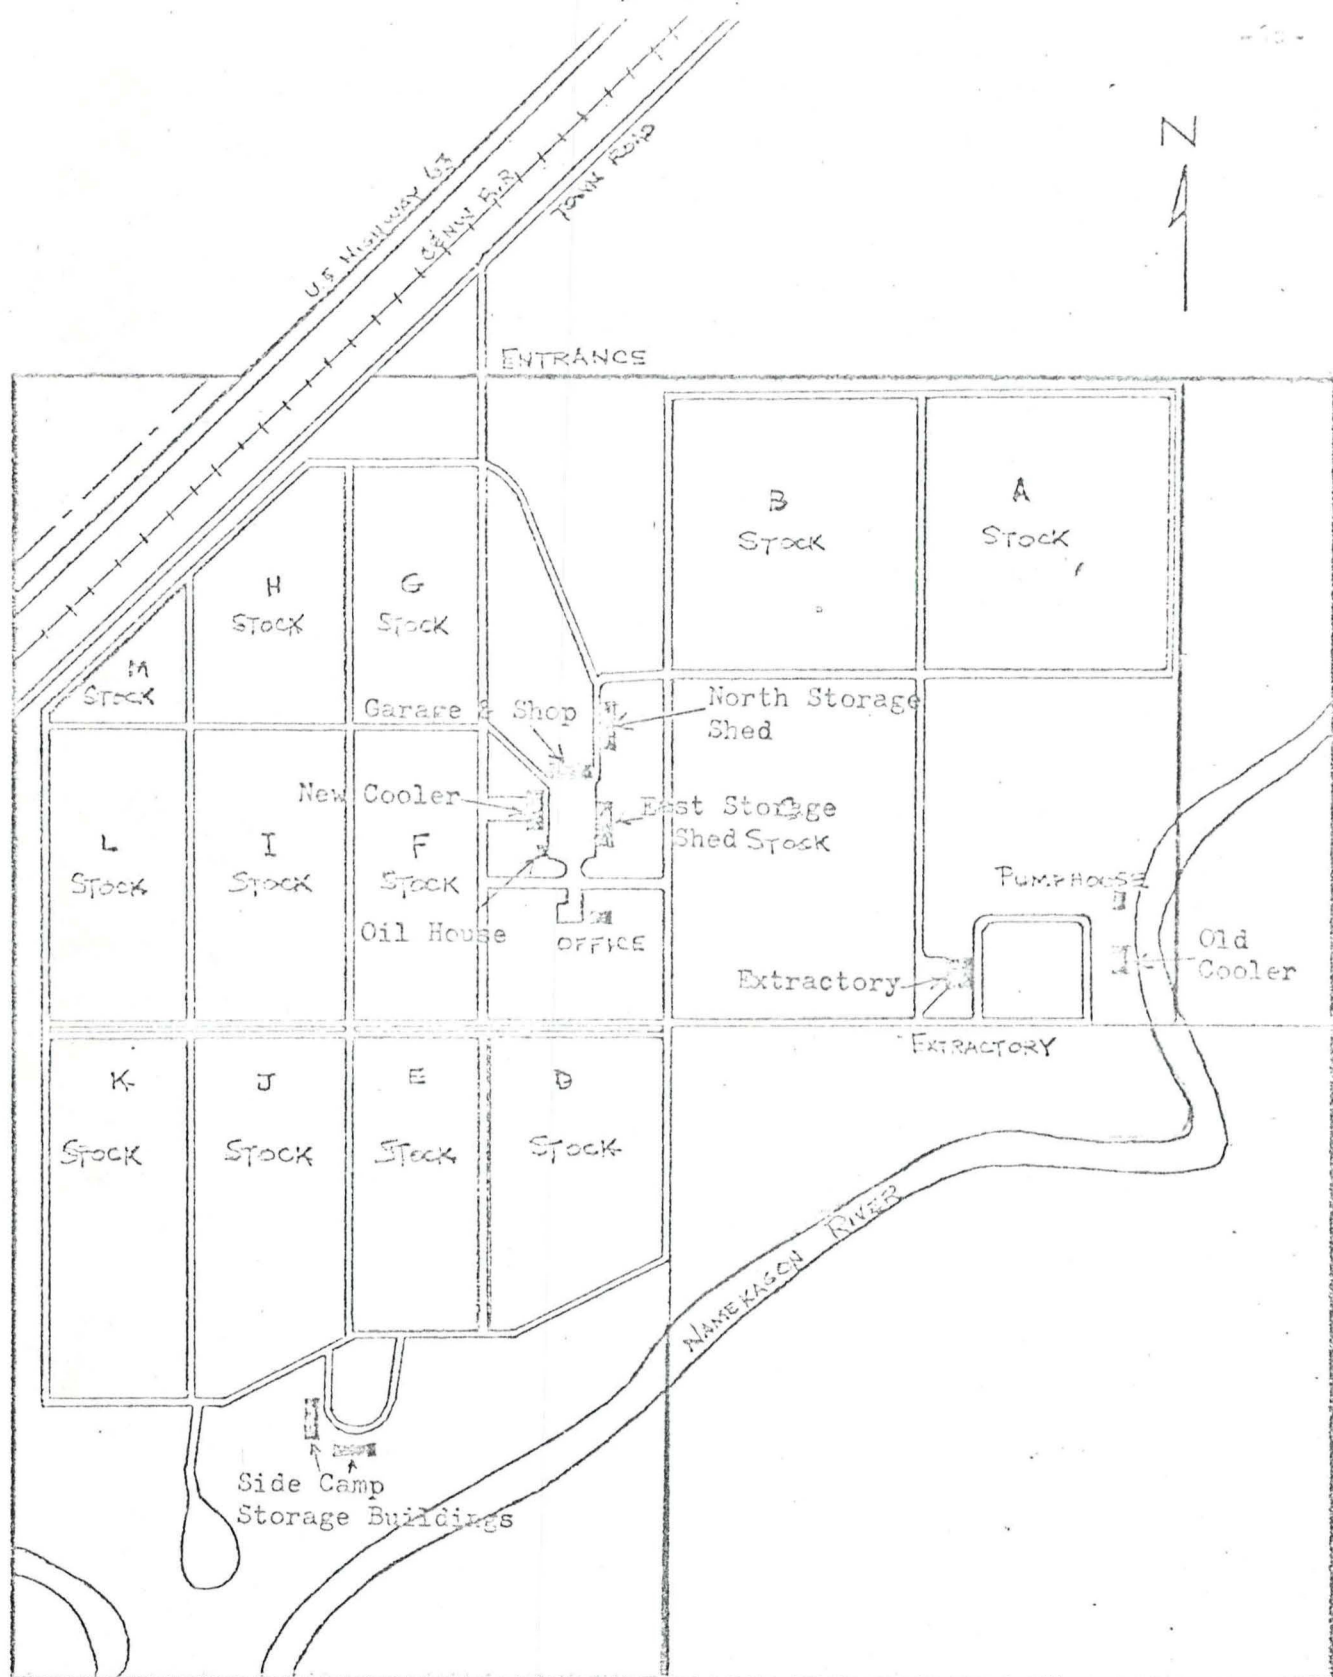 N
U.S HIGHWAY 63
C&NW R.R.
TOWN ROAD
ENTRANCE
B
STOCK
A
STOCK
H
STOCK
G
STOCK
M
STOCK
Garage & Shop
North Storage
Shed
New Cooler
East Storage
Shed
C
STOCK
L
STOCK
I
STOCK
F
STOCK
PUMPHOUSE
Oil House
OFFICE
Old
Cooler
Extractory
EXTRACTORY
K
STOCK
J
STOCK
E
STOCK
D
STOCK
NAMEKAGON RIVER
Side Camp
Storage Buildings